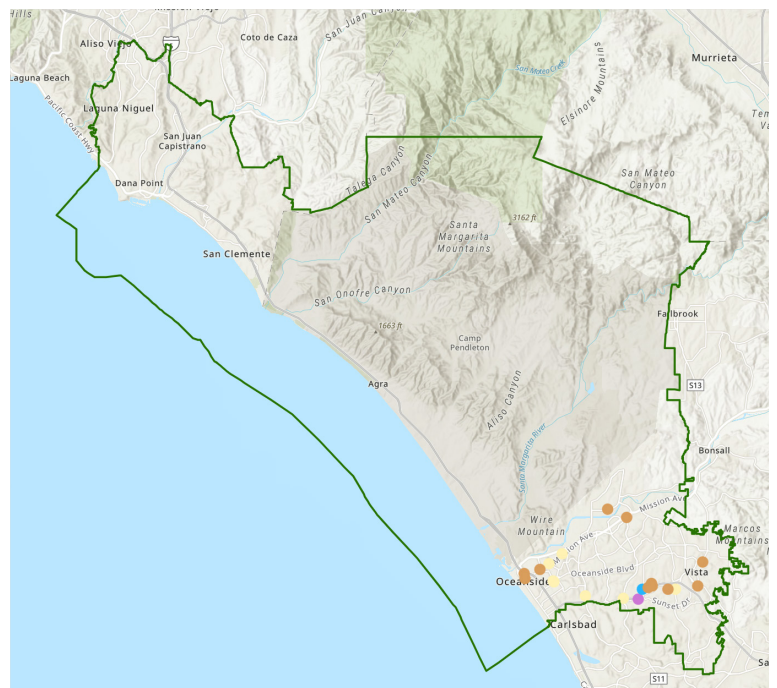 Mission Viejo
Hills
San Juan Canyon
Aliso Viejo
Coto de Caza
Murrieta
Laguna Beach
San Mateo Creek
Elsinore Mountains
Pacific Coast Hwy
Laguna Niguel
San Juan
Capistrano
Dana Point
Talega Canyon
San Mateo Canyon
San Mateo
Canyon
3162 ft
Santa
Margarita
Mountains
San Clemente
San Onofre Canyon
1663 ft
Camp
Pendleton
Fallbrook
Agra
S13
Aliso Canyon
Santa Margarita River
Bonsall
Mission Ave
Wire
Mountain
Marcos
Mountains
Mission Ave
Oceanside Blvd
Vista
Oceanside
Sunset Dr
Carlsbad
S11